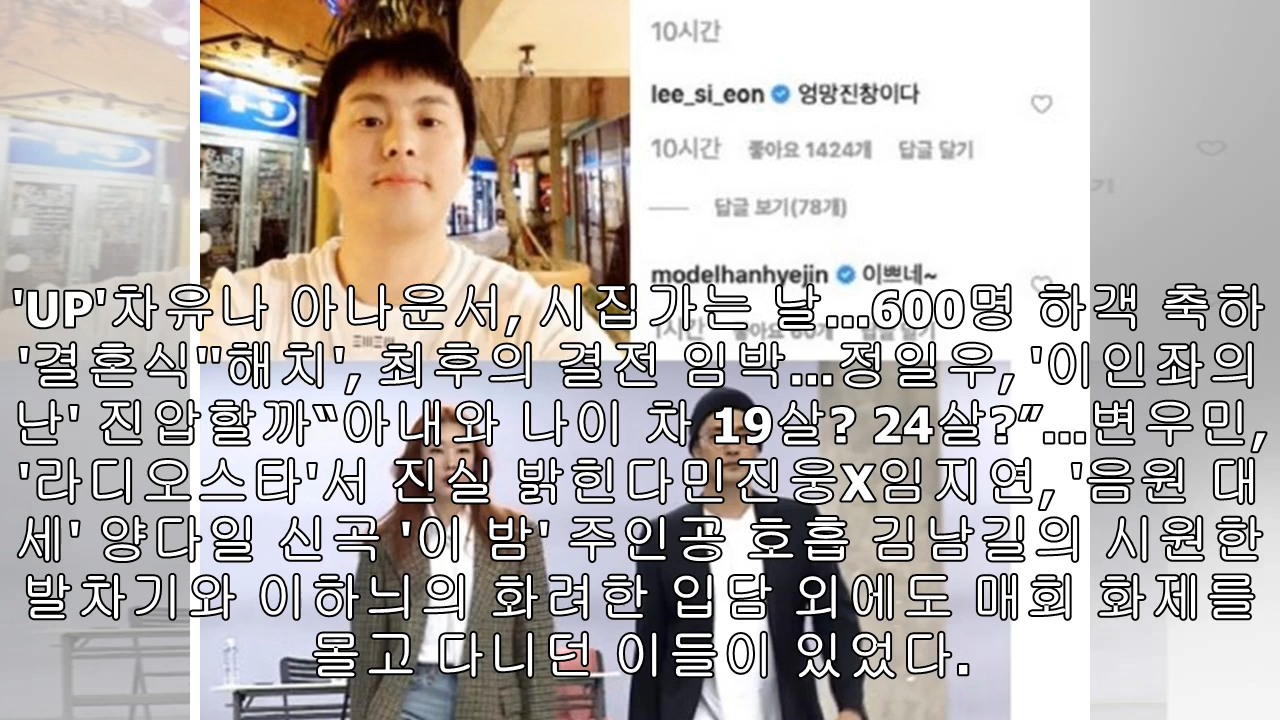 10시간
lee_si_eon 엉망진창이다
10시간 좋아요 1424개 답글 달기
답글 보기(78개)
modelhanhyejin 이쁘네~
'UP'차유나 아나운서, 시집가는 날...600명 하객 축하
'결혼식''해치', 최후의 결전 임박...정일우, '이인좌의
난' 진압할까“아내와 나이 차 19살? 24살?”...변우민,
'라디오스타'서 진실 밝힌다민진웅X임지연, '음원 대
세' 양다일 신곡 '이 밤' 주인공 호흡 김남길의 시원한
발차기와 이하늬의 화려한 입담 외에도 매회 화제를
몰고 다니던 이들이 있었다.